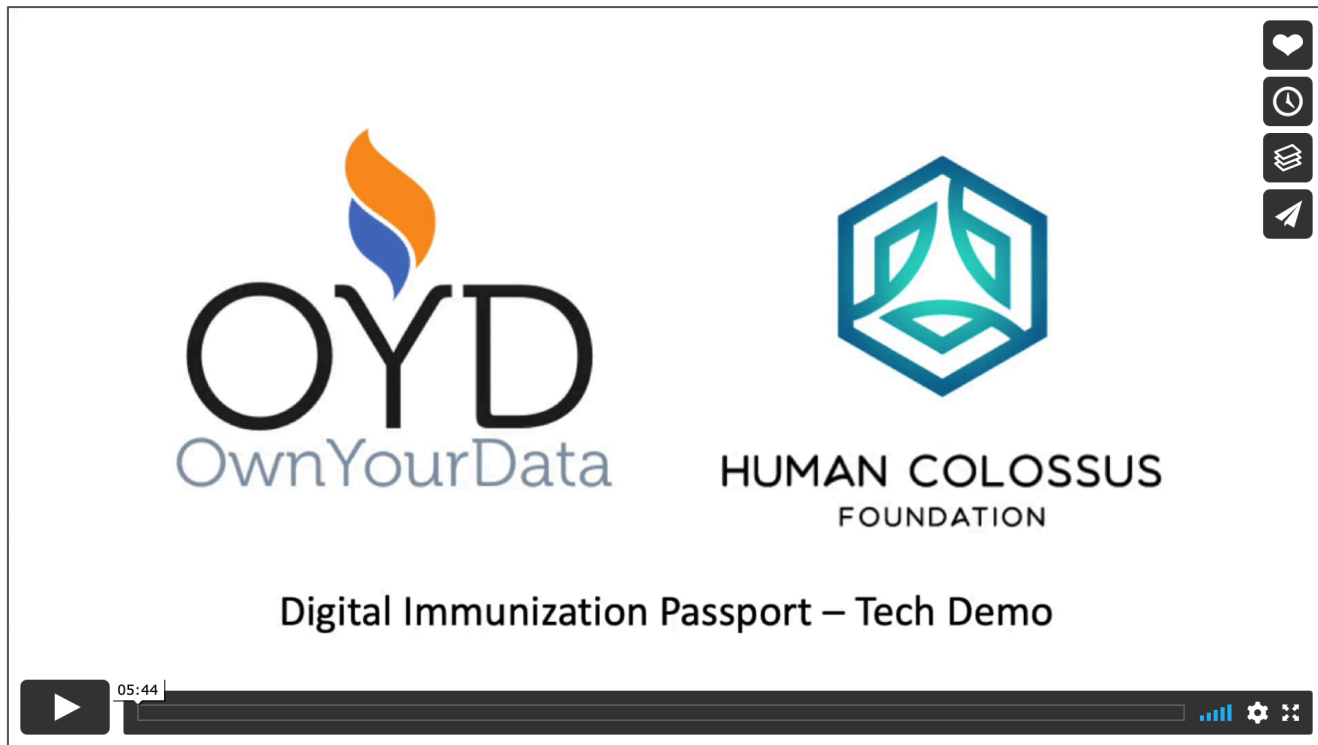 OYD
OwnYourData
HUMAN COLOSSUS
FOUNDATION
Digital Immunization Passport – Tech Demo
05:44